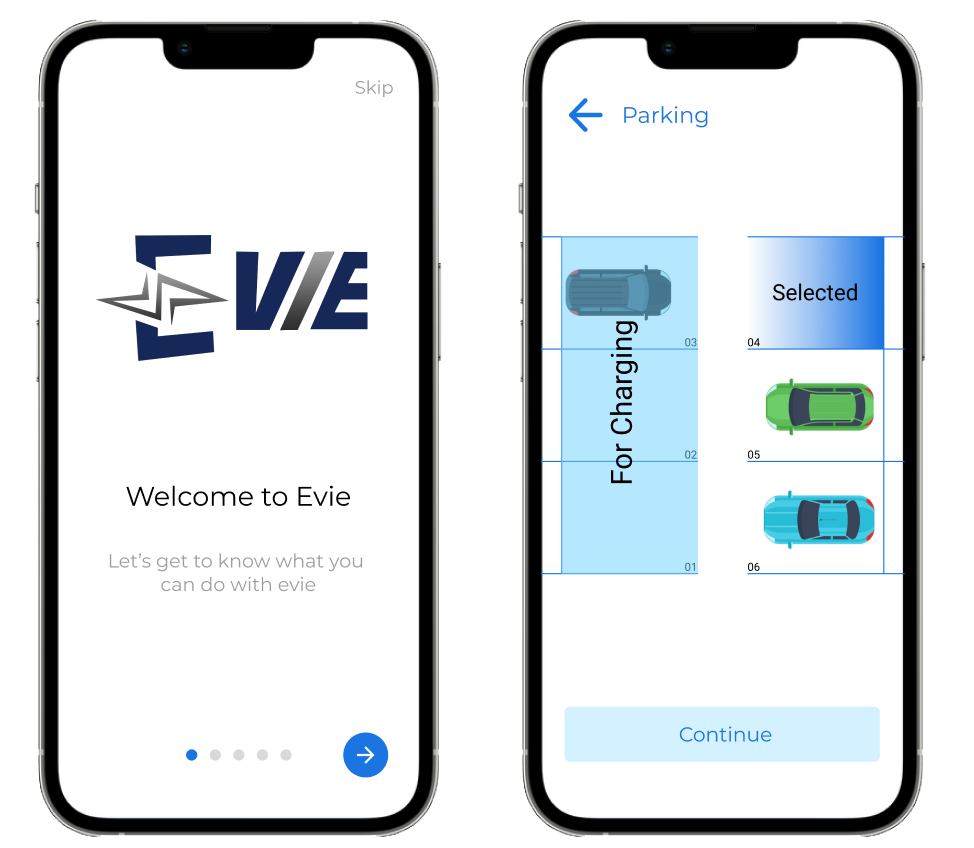 Skip
EVIE
Welcome to Evie
Let's get to know what you
can do with evie
Parking
For Charging
03
02
01
Selected
04
05
06
Continue